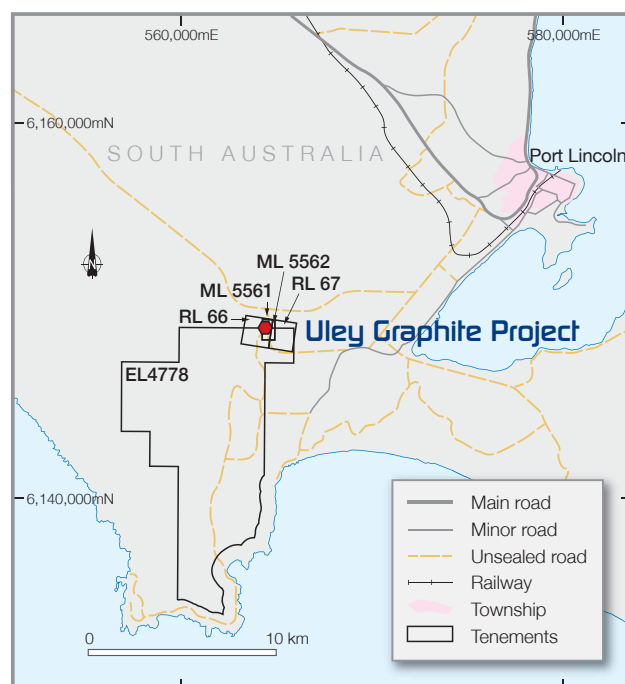 560,000mE
580,000mE
6,160,000mN
SOUTH AUSTRALIA
Port Lincoln
ML 5562
ML 5561
RL 67
RL 66
Uley Graphite Project
EL4778
6,140,000mN
Main road
Minor road
Unsealed road
Railway
Township
Tenements
0
10 km